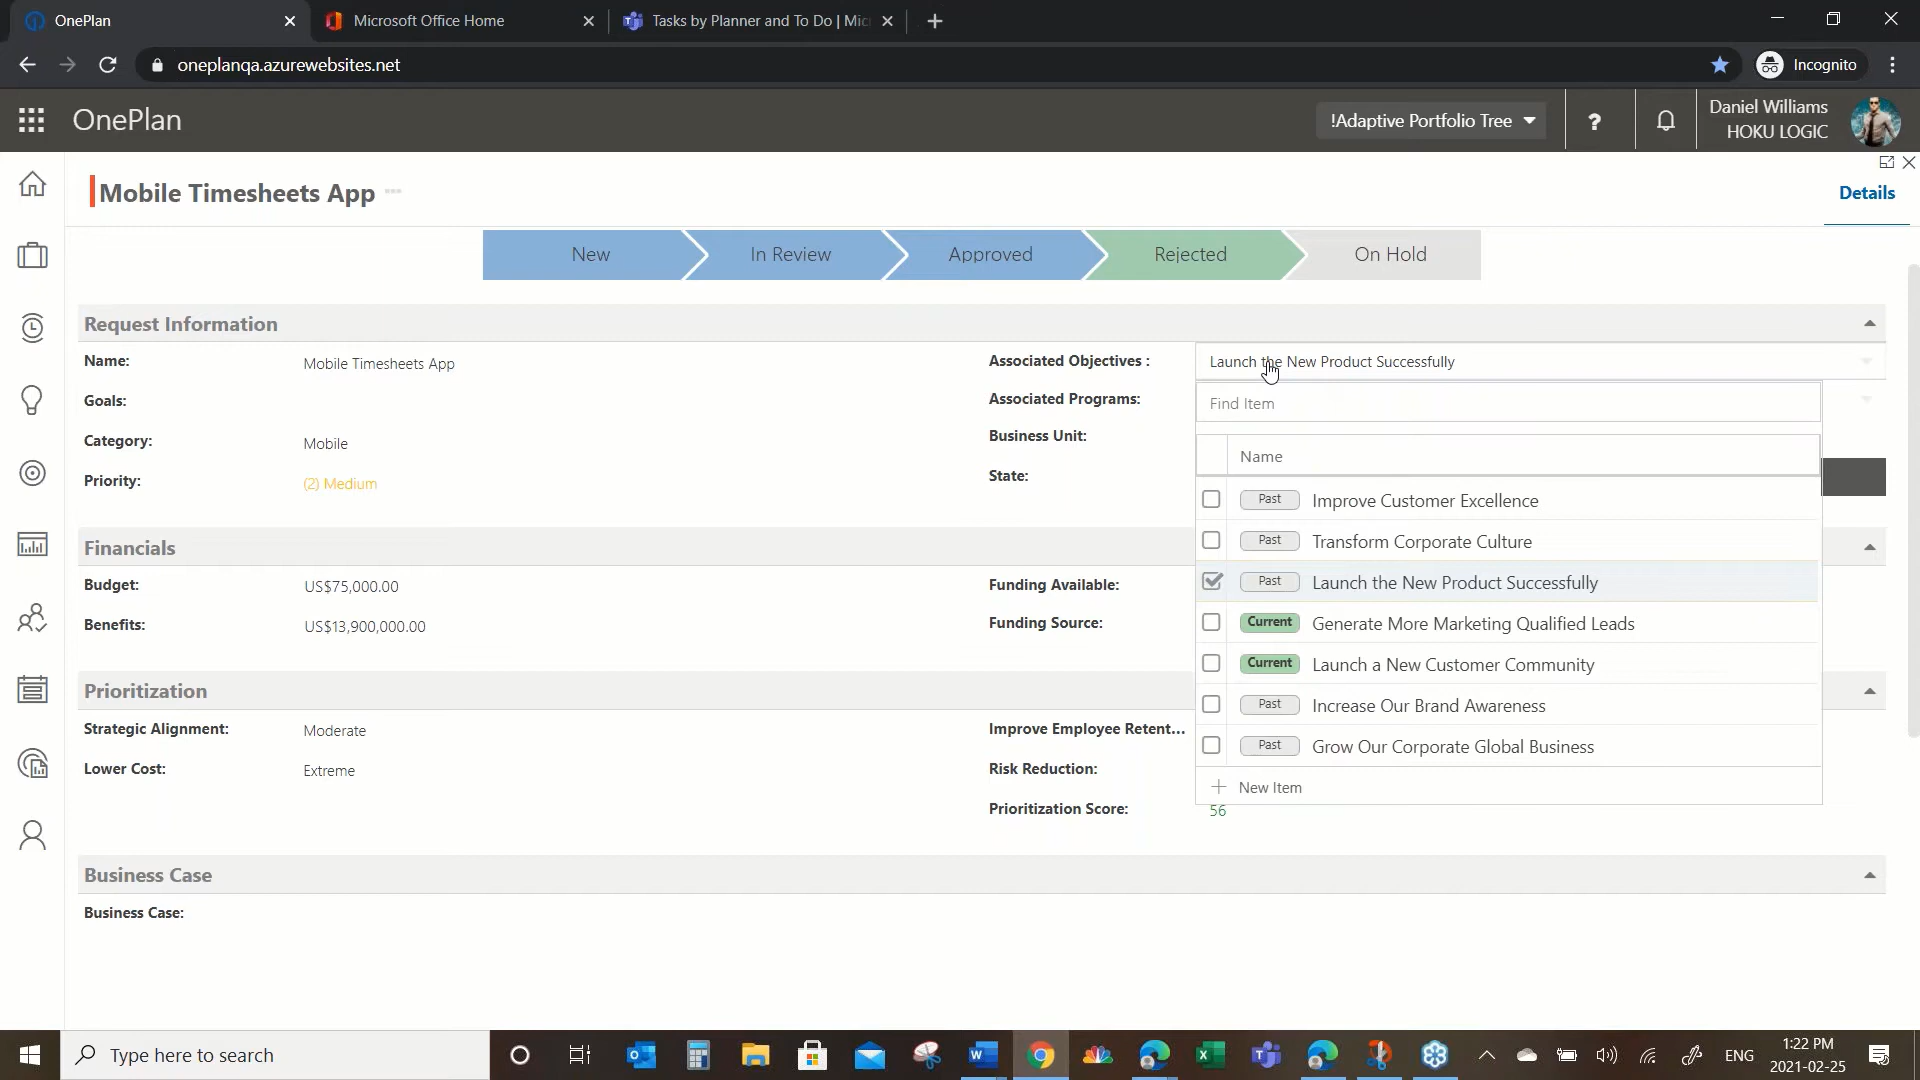 OnePlan
Microsoft Office Home
Tasks by Planner and To Do | Mic
oneplanqa.azurewebsites.net
Incognito
OnePlan
!Adaptive Portfolio Tree
?
Daniel Williams
HOKU LOGIC
Mobile Timesheets App
Details
New
In Review
Approved
Rejected
On Hold
Request Information
Name: Mobile Timesheets App
Goals:
Category: Mobile
Priority: (2) Medium
Associated Objectives : Launch the New Product Successfully
Associated Programs:
Business Unit:
State:
Find Item
Name
Past Improve Customer Excellence
Past Transform Corporate Culture
Past Launch the New Product Successfully
Current Generate More Marketing Qualified Leads
Current Launch a New Customer Community
Past Increase Our Brand Awareness
Past Grow Our Corporate Global Business
New Item
Financials
Budget: US$75,000.00
Benefits: US$13,900,000.00
Funding Available:
Funding Source:
Prioritization
Strategic Alignment: Moderate
Lower Cost: Extreme
Improve Employee Retent...
Risk Reduction:
Prioritization Score: 56
Business Case
Business Case:
Type here to search
ENG
1:22 PM
2021-02-25